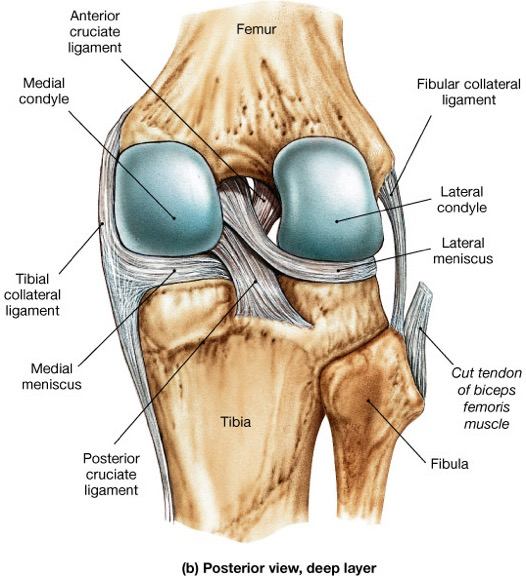 Anterior
cruciate
ligament
Femur
Medial
condyle
Fibular collateral
ligament
Lateral
condyle
Lateral
meniscus
Tibial
collateral
ligament
Medial
meniscus
Cut tendon
of biceps
femoris
muscle
Tibia
Posterior
cruciate
ligament
Fibula
(b) Posterior view, deep layer